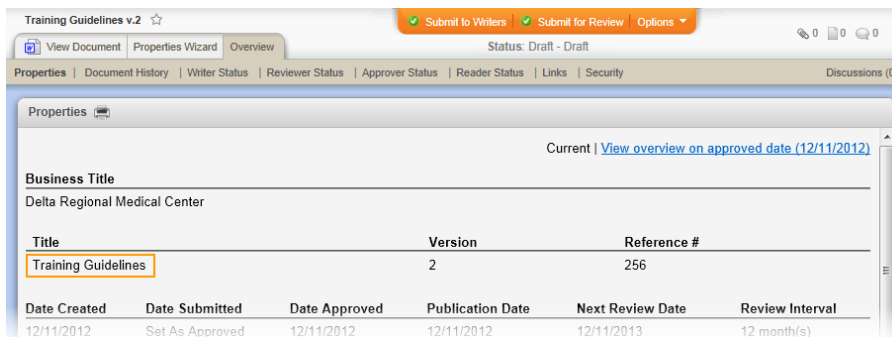 Training Guidelines v.2
Submit to Writers Submit for Review Options
0 0 0
View Document Properties Wizard Overview
Status: Draft - Draft
Properties | Document History | Writer Status | Reviewer Status | Approver Status | Reader Status | Links | Security Discussions (0
Properties
Current | View overview on approved date (12/11/2012)
Business Title
Delta Regional Medical Center
Title Version Reference #
Training Guidelines 2 256
Date Created Date Submitted Date Approved Publication Date Next Review Date Review Interval
12/11/2012 Set As Approved 12/11/2012 12/11/2012 12/11/2013 12 month(s)